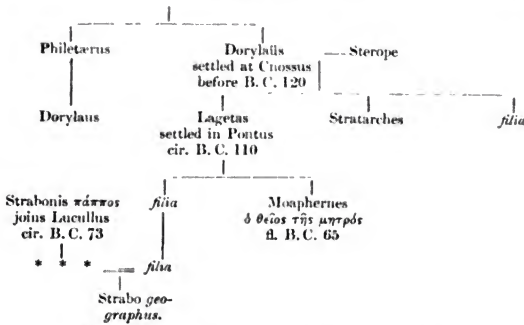 Philetærus Dorylaüs Sterope
settled at Cnossus
before B.C. 120
Dorylaus Lagetas Stratarches filia
settled in Pontus
cir. B.C. 110
Strabonis πάππος filia Moaphernes
joins Lucullus ὁ θεῖος τῆς μητρός
cir. B.C. 73 fl. B.C. 65
* * * filia
Strabo geo-
graphus.